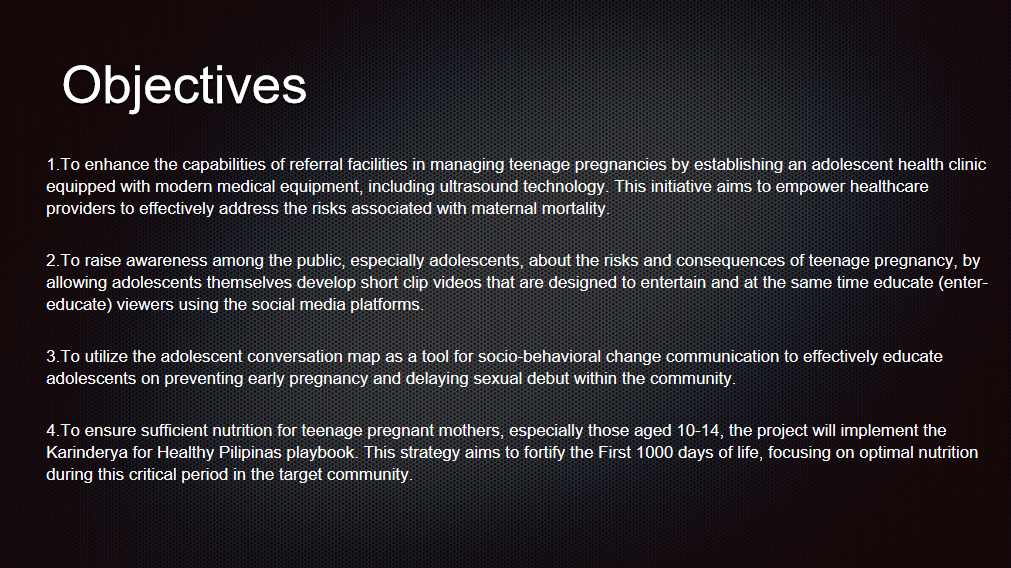 Objectives
1.To enhance the capabilities of referral facilities in managing teenage pregnancies by establishing an adolescent health clinic
equipped with modern medical equipment, including ultrasound technology. This initiative aims to empower healthcare
providers to effectively address the risks associated with maternal mortality.
2.To raise awareness among the public, especially adolescents, about the risks and consequences of teenage pregnancy, by
allowing adolescents themselves develop short clip videos that are designed to entertain and at the same time educate (enter-
educate) viewers using the social media platforms.
3.To utilize the adolescent conversation map as a tool for socio-behavioral change communication to effectively educate
adolescents on preventing early pregnancy and delaying sexual debut within the community.
4.To ensure sufficient nutrition for teenage pregnant mothers, especially those aged 10-14, the project will implement the
Karinderya for Healthy Pilipinas playbook. This strategy aims to fortify the First 1000 days of life, focusing on optimal nutrition
during this critical period in the target community.